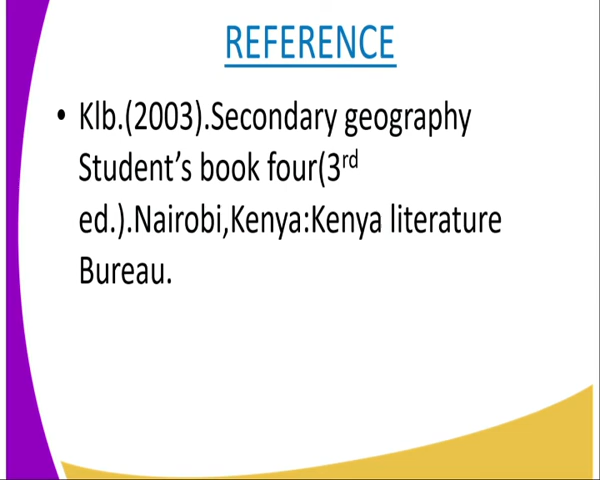 REFERENCE
• Klb.(2003).Secondary geography
Student’s book four(3rd
ed.).Nairobi,Kenya:Kenya literature
Bureau.